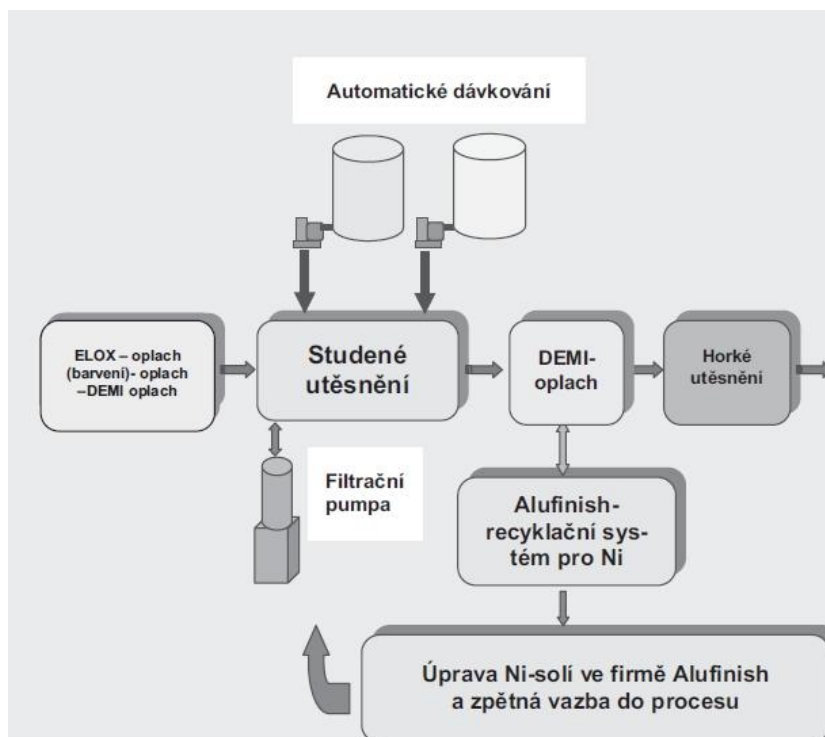 Automatické dávkování
ELOX – oplach
(barvení)- oplach
–DEMI oplach
Studené
utěsnění
DEMI-
oplach
Horké
utěsnění
Filtrační
pumpa
Alufinish-
recyklační sys-
tém pro Ni
Úprava Ni-solí ve firmě Alufinish
a zpětná vazba do procesu